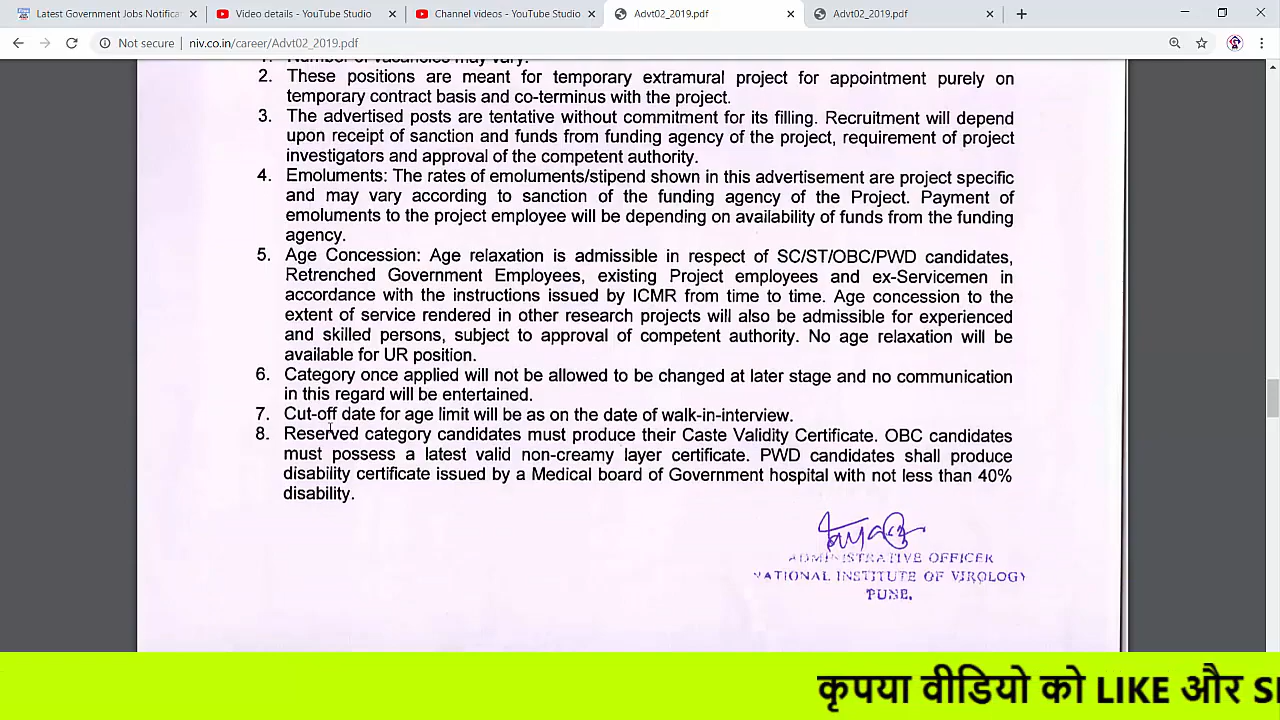 Latest Government Jobs Notifica
Video details - YouTube Studio
Channel videos - YouTube Studio
Advt02_2019.pdf
Advt02_2019.pdf
Not secure
niv.co.in/career/Advt02_2019.pdf
1. Number of vacancies may vary.
2. These positions are meant for temporary extramural project for appointment purely on
temporary contract basis and co-terminus with the project.
3. The advertised posts are tentative without commitment for its filling. Recruitment will depend
upon receipt of sanction and funds from funding agency of the project, requirement of project
investigators and approval of the competent authority.
4. Emoluments: The rates of emoluments/stipend shown in this advertisement are project specific
and may vary according to sanction of the funding agency of the Project. Payment of
emoluments to the project employee will be depending on availability of funds from the funding
agency.
5. Age Concession: Age relaxation is admissible in respect of SC/ST/OBC/PWD candidates,
Retrenched Government Employees, existing Project employees and ex-Servicemen in
accordance with the instructions issued by ICMR from time to time. Age concession to the
extent of service rendered in other research projects will also be admissible for experienced
and skilled persons, subject to approval of competent authority. No age relaxation will be
available for UR position.
6. Category once applied will not be allowed to be changed at later stage and no communication
in this regard will be entertained.
7. Cut-off date for age limit will be as on the date of walk-in-interview.
8. Reserved category candidates must produce their Caste Validity Certificate. OBC candidates
must possess a latest valid non-creamy layer certificate. PWD candidates shall produce
disability certificate issued by a Medical board of Government hospital with not less than 40%
disability.
ADMINISTRATIVE OFFICER
NATIONAL INSTITUTE OF VIROLOGY
PUNE.
कृपया वीडियो को LIKE और S